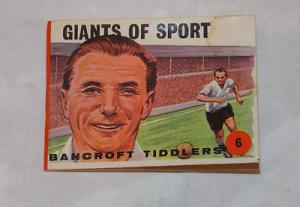 GIANTS OF SPORT
BANCROFT TIDDLERS
6